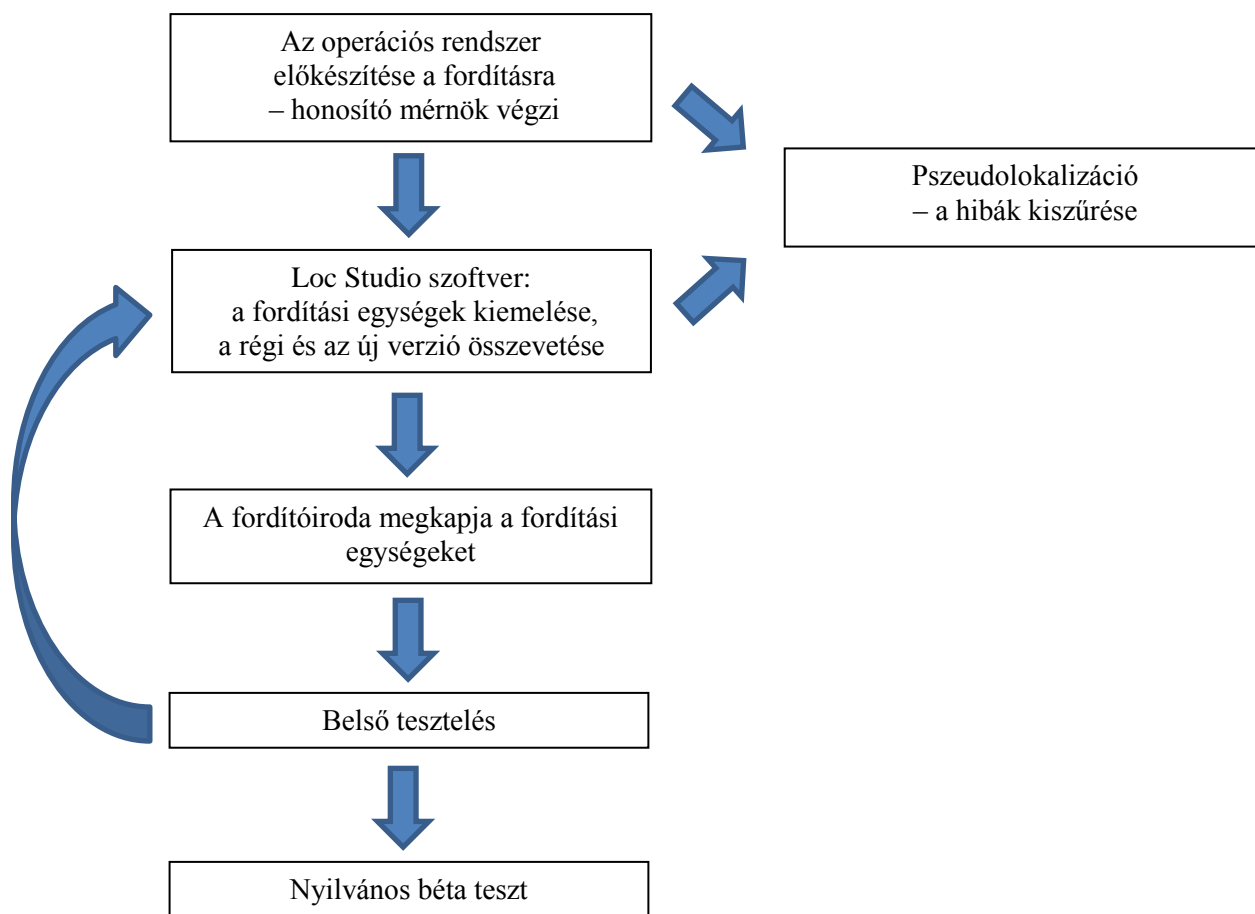 Az operációs rendszer
előkészítése a fordításra
– honosító mérnök végzi
Pszeudolokalizáció
– a hibák kiszűrése
Loc Studio szoftver:
a fordítási egységek kiemelése,
a régi és az új verzió összevetése
A fordítóiroda megkapja a fordítási
egységeket
Belső tesztelés
Nyilvános béta teszt